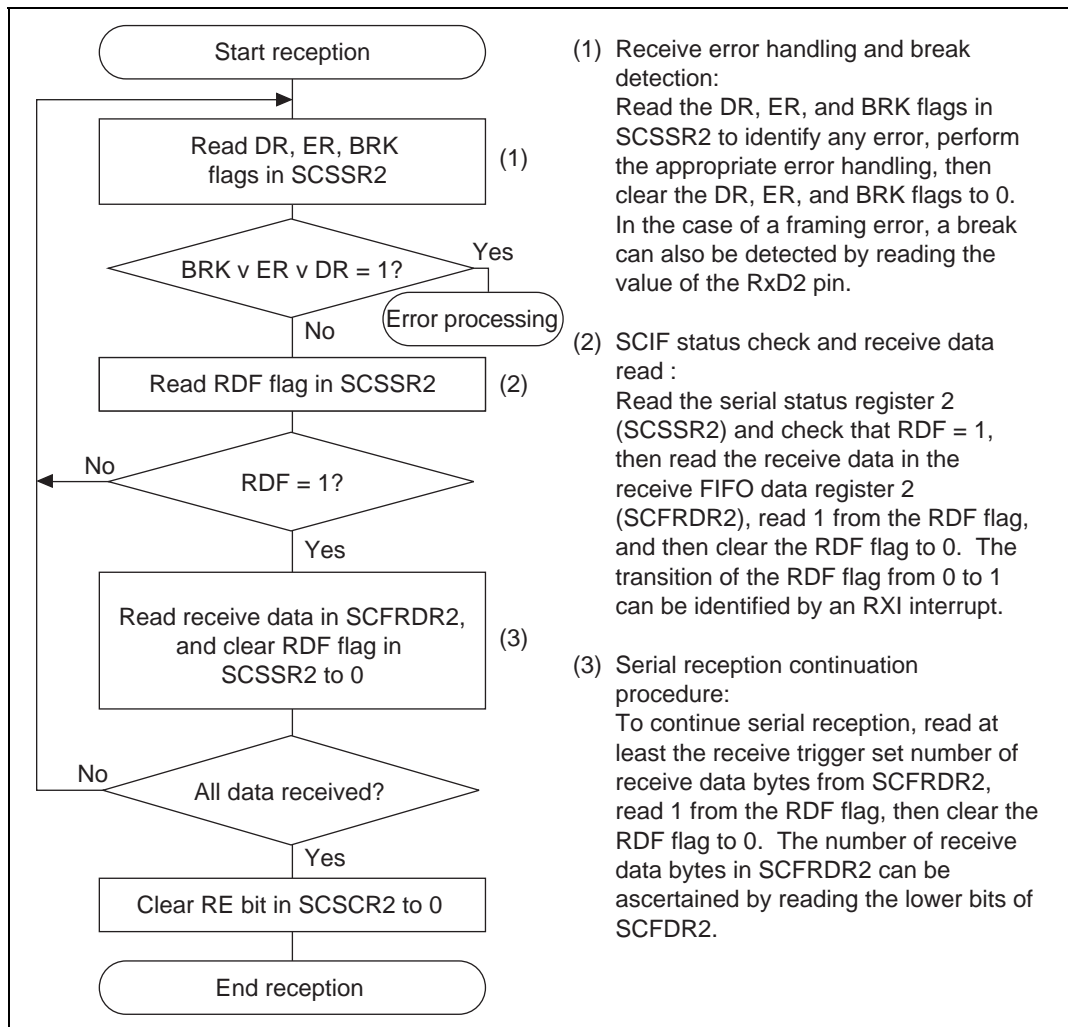 Start reception
Read DR, ER, BRK
flags in SCSSR2
(1)
BRK v ER v DR = 1?
Yes
Error processing
No
Read RDF flag in SCSSR2
(2)
No
RDF = 1?
Yes
Read receive data in SCFRDR2,
and clear RDF flag in
SCSSR2 to 0
(3)
No
All data received?
Yes
Clear RE bit in SCSCR2 to 0
End reception
(1) Receive error handling and break
detection:
Read the DR, ER, and BRK flags in
SCSSR2 to identify any error, perform
the appropriate error handling, then
clear the DR, ER, and BRK flags to 0.
In the case of a framing error, a break
can also be detected by reading the
value of the RxD2 pin.
(2) SCIF status check and receive data
read :
Read the serial status register 2
(SCSSR2) and check that RDF = 1,
then read the receive data in the
receive FIFO data register 2
(SCFRDR2), read 1 from the RDF flag,
and then clear the RDF flag to 0.  The
transition of the RDF flag from 0 to 1
can be identified by an RXI interrupt.
(3) Serial reception continuation
procedure:
To continue serial reception, read at
least the receive trigger set number of
receive data bytes from SCFRDR2,
read 1 from the RDF flag, then clear the
RDF flag to 0.  The number of receive
data bytes in SCFRDR2 can be
ascertained by reading the lower bits of
SCFDR2.